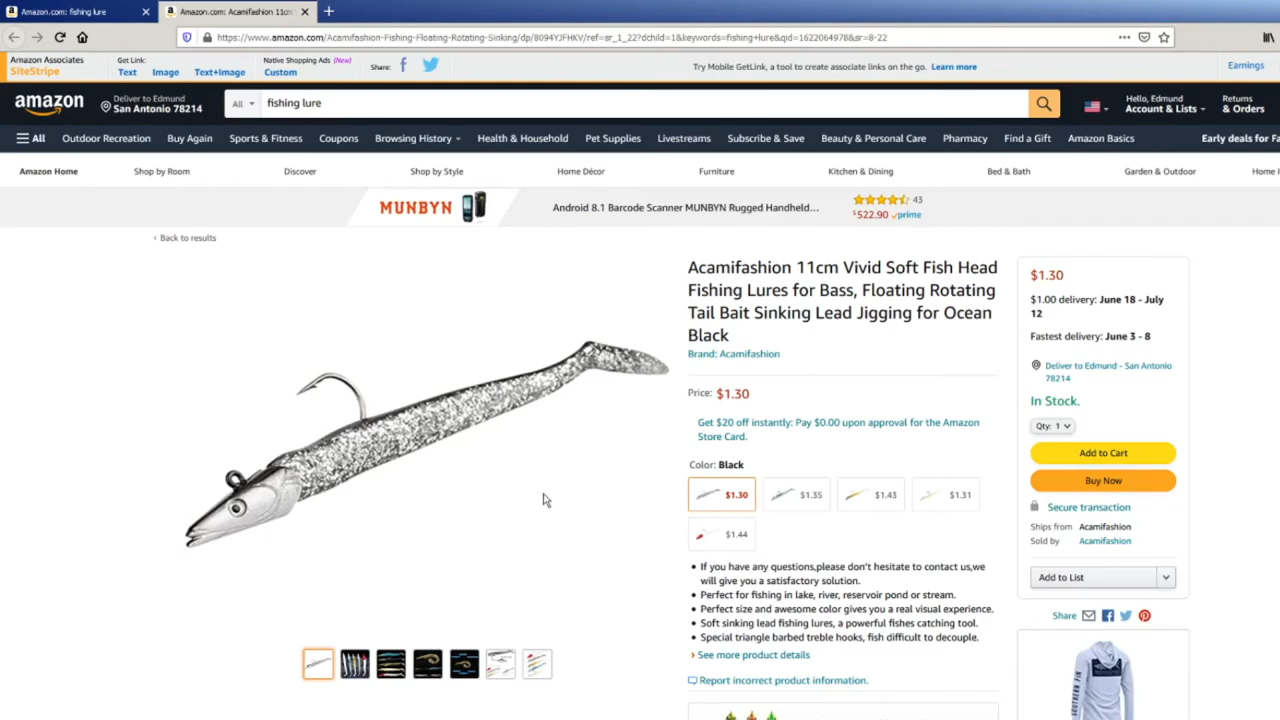 Amazon.com: fishing lure
Amazon.com: Acamifashion 11cm
https://www.amazon.com/Acamifashion-Fishing-Floating-Rotating-Sinking/dp/B094YJFHKV/ref=sr_1_22?dchild=1&keywords=fishing+lure&qid=1622064978&sr=8-22
Amazon Associates
SiteStripe
Get Link:
Text Image Text+Image
Native Shopping Ads (New)
Custom
Share:
Try Mobile GetLink, a tool to create associate links on the go. Learn more
Earnings
amazon
Deliver to Edmund
San Antonio 78214
All
fishing lure
Hello, Edmund
Account & Lists
Returns
& Orders
All Outdoor Recreation Buy Again Sports & Fitness Coupons Browsing History Health & Household Pet Supplies Livestreams Subscribe & Save Beauty & Personal Care Pharmacy Find a Gift Amazon Basics Early deals for Fa
Amazon Home Shop by Room Discover Shop by Style Home Décor Furniture Kitchen & Dining Bed & Bath Garden & Outdoor Home I
MUNBYN
Android 8.1 Barcode Scanner MUNBYN Rugged Handheld...
43
$522.90 prime
‹ Back to results
Acamifashion 11cm Vivid Soft Fish Head
Fishing Lures for Bass, Floating Rotating
Tail Bait Sinking Lead Jigging for Ocean
Black
Brand: Acamifashion
Price: $1.30
Get $20 off instantly: Pay $0.00 upon approval for the Amazon
Store Card.
Color: Black
$1.30
$1.35
$1.43
$1.31
$1.44
• If you have any questions,please don't hesitate to contact us,we
will give you a satisfactory solution.
• Perfect for fishing in lake, river, reservoir pond or stream.
• Perfect size and awesome color gives you a real visual experience.
• Soft sinking lead fishing lures, a powerful fishes catching tool.
• Special triangle barbed treble hooks, fish difficult to decouple.
› See more product details
Report incorrect product information.
$1.30
$1.00 delivery: June 18 - July
12
Fastest delivery: June 3 - 8
Deliver to Edmund - San Antonio
78214
In Stock.
Qty: 1
Add to Cart
Buy Now
Secure transaction
Ships from Acamifashion
Sold by Acamifashion
Add to List
Share
SOUTHERN FIN